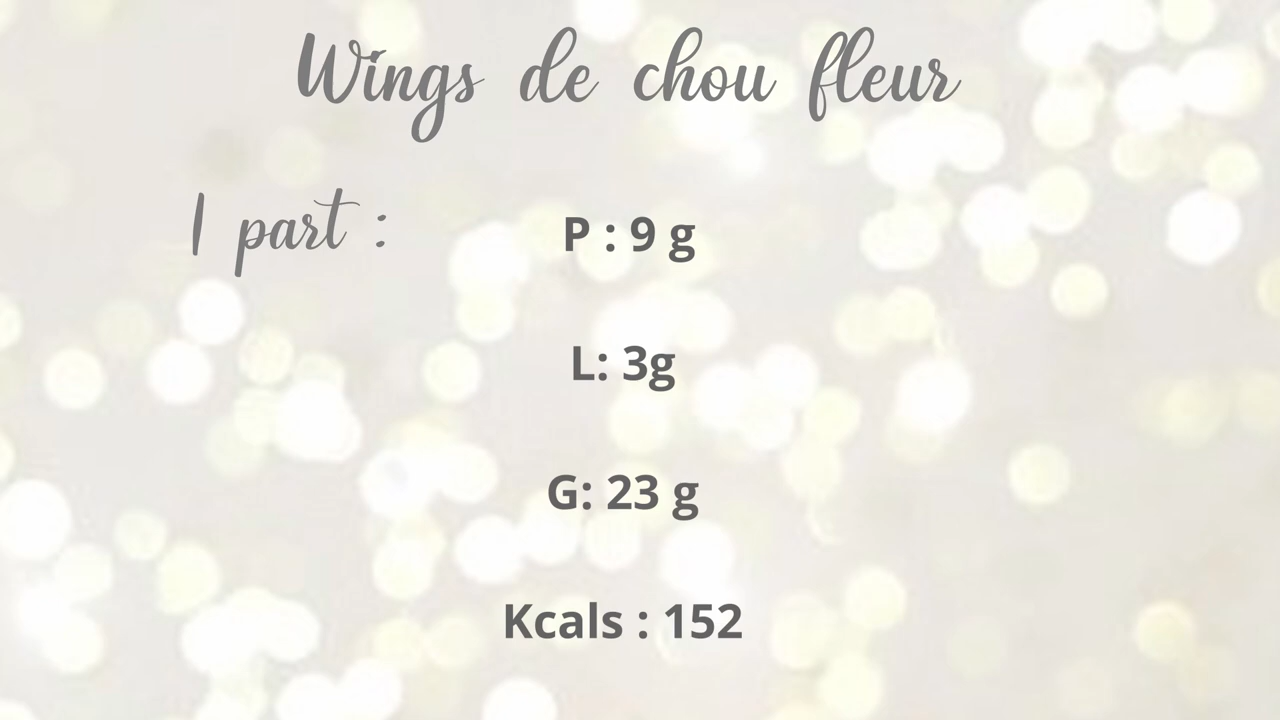 Wings de chou fleur
1 part :
P : 9 g
L: 3g
G: 23 g
Kcals : 152